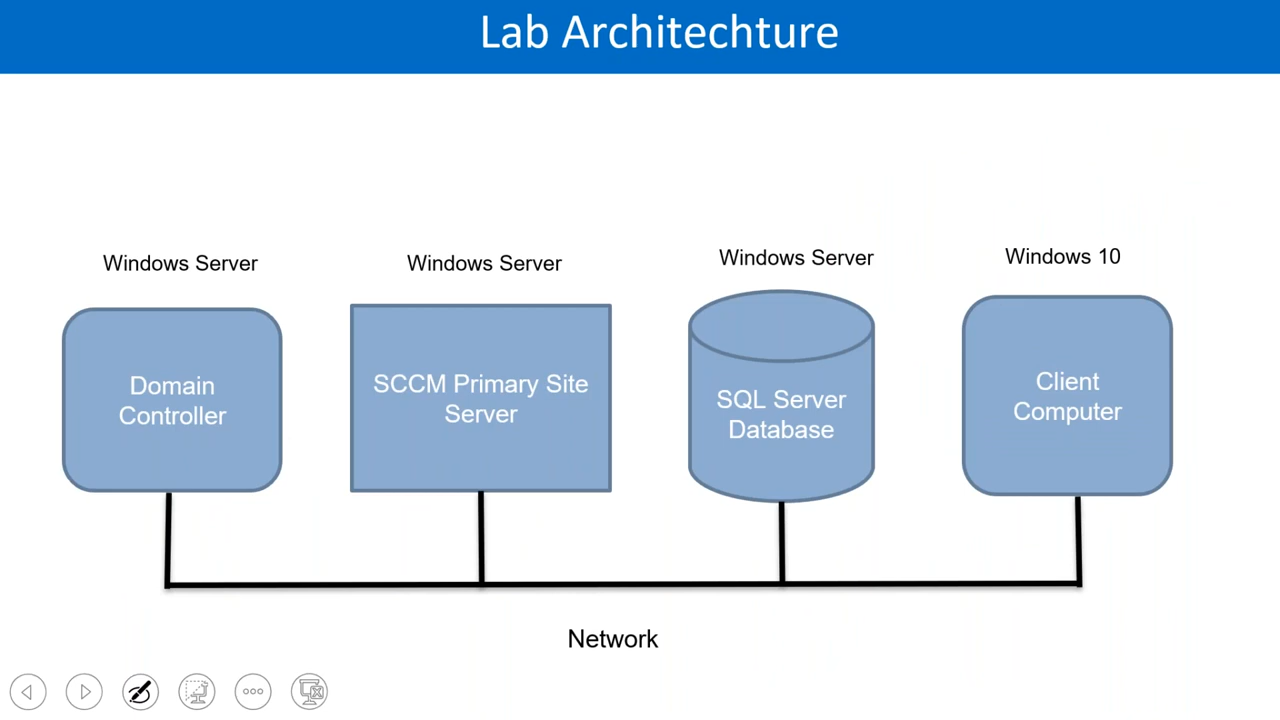 Lab Architechture
Windows Server
Windows Server
Windows Server
Windows 10
Domain
Controller
SCCM Primary Site
Server
SQL Server
Database
Client
Computer
Network